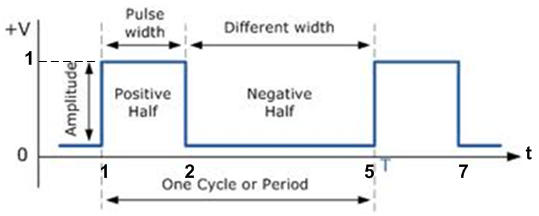 +V
Pulse
width
Different width
1
Amplitude
Positive
Half
Negative
Half
0
1
2
5
T
7
t
One Cycle or Period